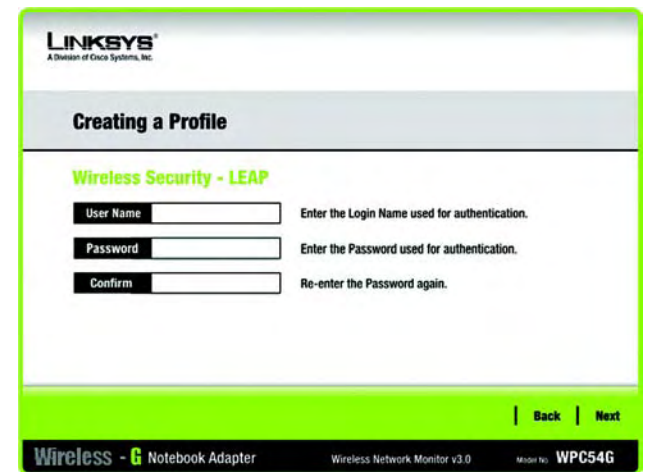 LINKSYS®
A Division of Cisco Systems, Inc.
Creating a Profile
Wireless Security - LEAP
User Name Enter the Login Name used for authentication.
Password Enter the Password used for authentication.
Confirm Re-enter the Password again.
Back Next
Wireless - G Notebook Adapter Wireless Network Monitor v3.0 Model No. WPC54G